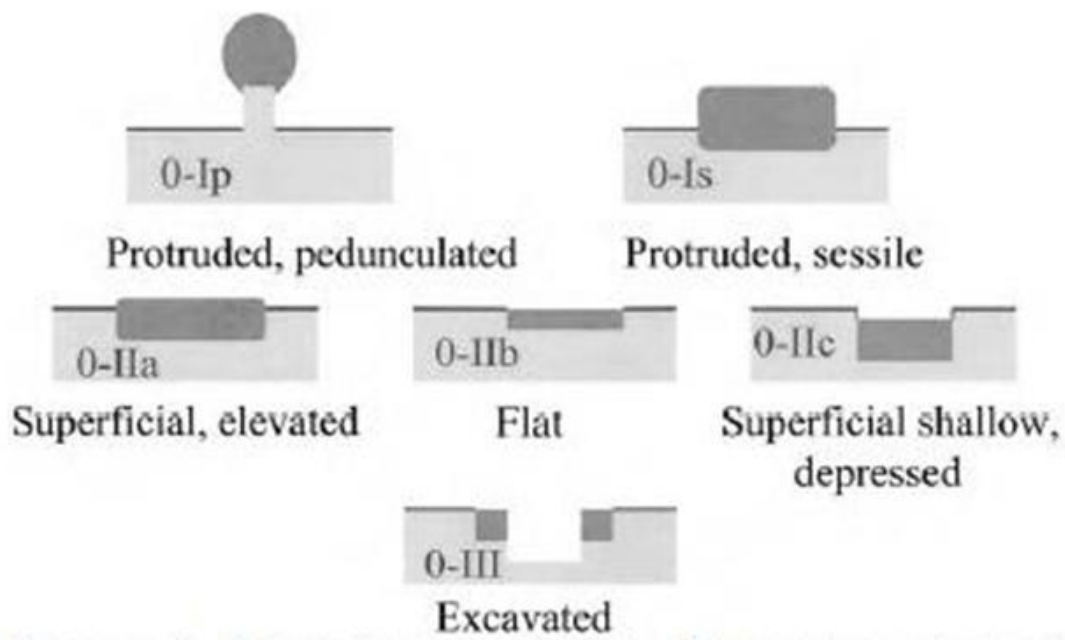 0-Ip
0-Is
Protruded, pedunculated
Protruded, sessile
0-IIa
0-IIb
0-IIc
Superficial, elevated
Flat
Superficial shallow,
depressed
0-III
Excavated